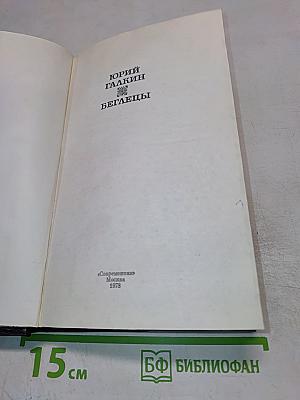 ЮРИЙ
ГАЛКИН
БЕГЛЕЦЫ
«Современник»
Москва
1978
15 см
БФ БИБЛИОФАН